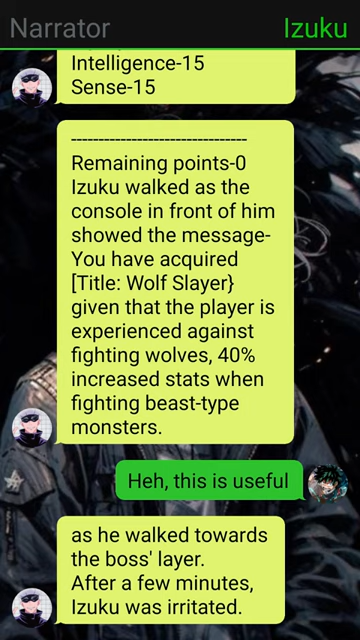 Narrator Izuku
Intelligence-15
Sense-15
--------------------------------
Remaining points-0
Izuku walked as the
console in front of him
showed the message-
You have acquired
[Title: Wolf Slayer}
given that the player is
experienced against
fighting wolves, 40%
increased stats when
fighting beast-type
monsters.
Heh, this is useful
as he walked towards
the boss' layer.
After a few minutes,
Izuku was irritated.